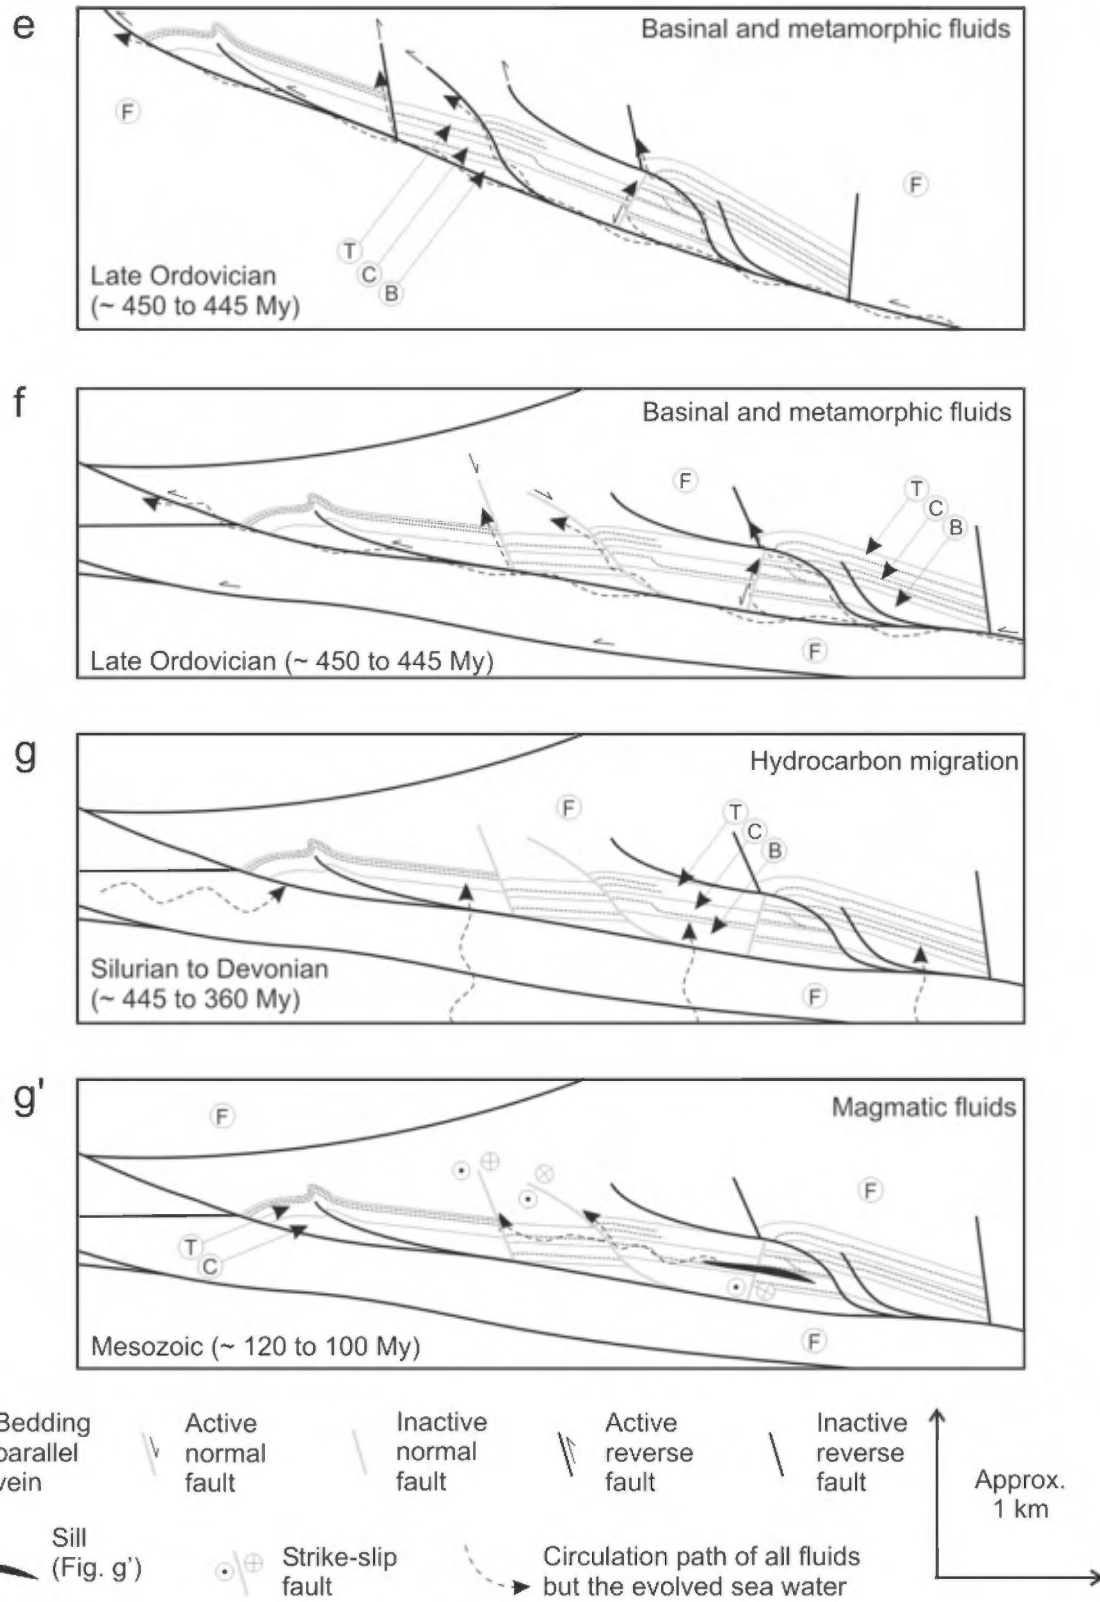 e
Basinal and metamorphic fluids
F
F
T
C
B
Late Ordovician
(~ 450 to 445 My)
f
Basinal and metamorphic fluids
F
T
C
B
F
Late Ordovician (~ 450 to 445 My)
g
Hydrocarbon migration
F
T
C
B
Silurian to Devonian
(~ 445 to 360 My)
F
g'
Magmatic fluids
F
F
T
C
F
Mesozoic (~ 120 to 100 My)
Bedding
parallel
vein
Active
normal
fault
Inactive
normal
fault
Active
reverse
fault
Inactive
reverse
fault
Approx.
1 km
Sill
(Fig. g')
Strike-slip
fault
Circulation path of all fluids
but the evolved sea water